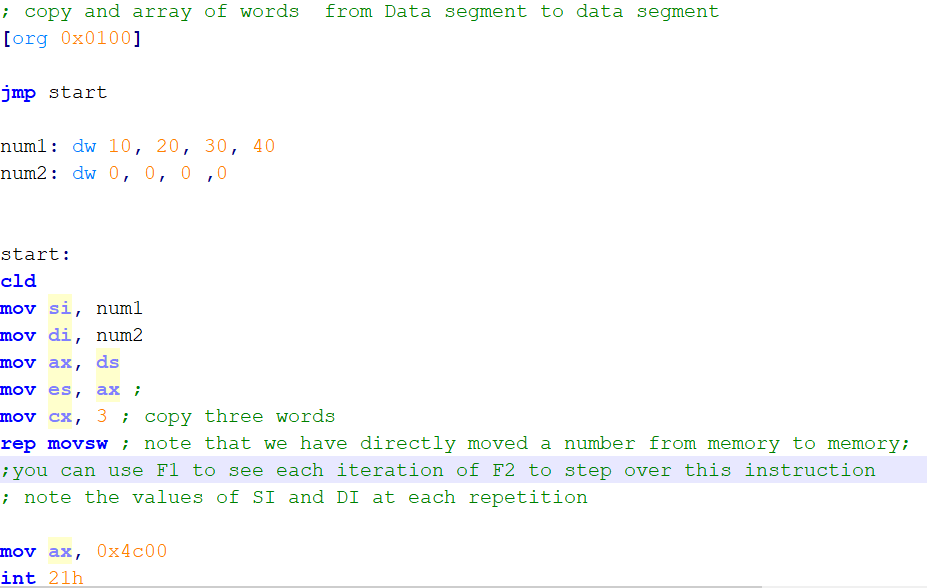 ; copy and array of words  from Data segment to data segment
[org 0x0100]
jmp start
num1: dw 10, 20, 30, 40
num2: dw 0, 0, 0 ,0
start:
cld
mov si, num1
mov di, num2
mov ax, ds
mov es, ax ;
mov cx, 3 ; copy three words
rep movsw ; note that we have directly moved a number from memory to memory;
;you can use F1 to see each iteration of F2 to step over this instruction
; note the values of SI and DI at each repetition
mov ax, 0x4c00
int 21h